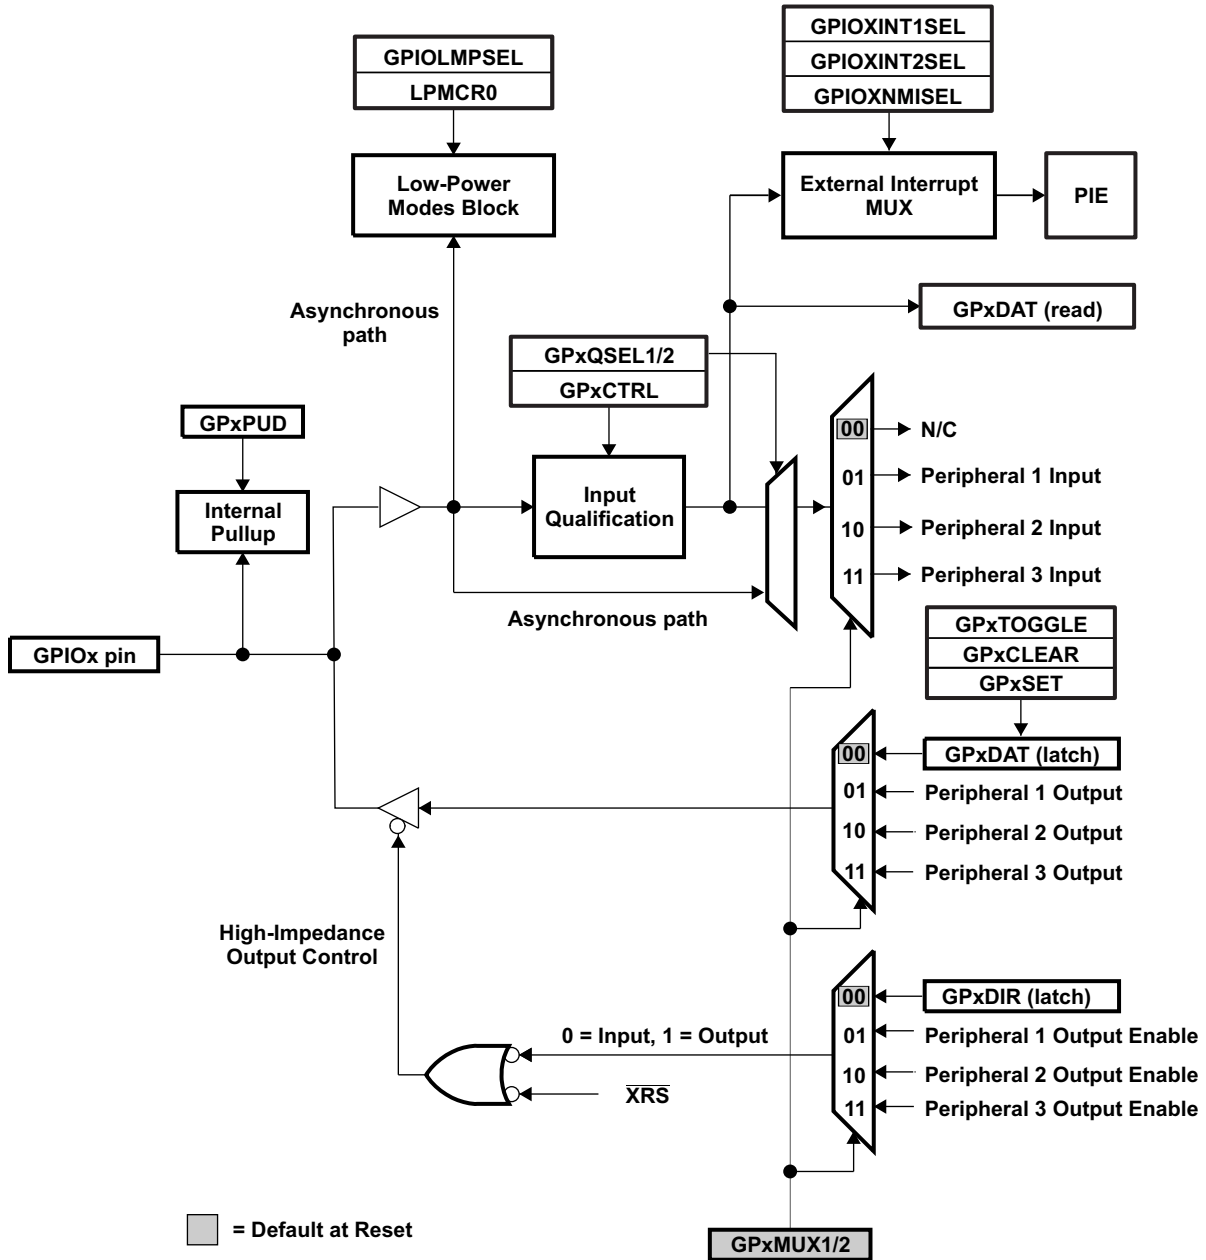 GPIOXINT1SEL
GPIOLMPSEL
GPIOXINT2SEL
LPMCR0
GPIOXNMISEL
Low-Power
Modes Block
External Interrupt
MUX
PIE
Asynchronous
path
GPxDAT (read)
GPxQSEL1/2
GPxCTRL
GPxPUD
00
N/C
Internal
Pullup
Input
Qualification
01
Peripheral 1 Input
10
Peripheral 2 Input
11
Peripheral 3 Input
Asynchronous path
GPIOx pin
GPxTOGGLE
GPxCLEAR
GPxSET
00
GPxDAT (latch)
01
Peripheral 1 Output
10
Peripheral 2 Output
11
Peripheral 3 Output
High-Impedance
Output Control
00
GPxDIR (latch)
0 = Input, 1 = Output
01
Peripheral 1 Output Enable
10
Peripheral 2 Output Enable
XRS
11
Peripheral 3 Output Enable
= Default at Reset
GPxMUX1/2